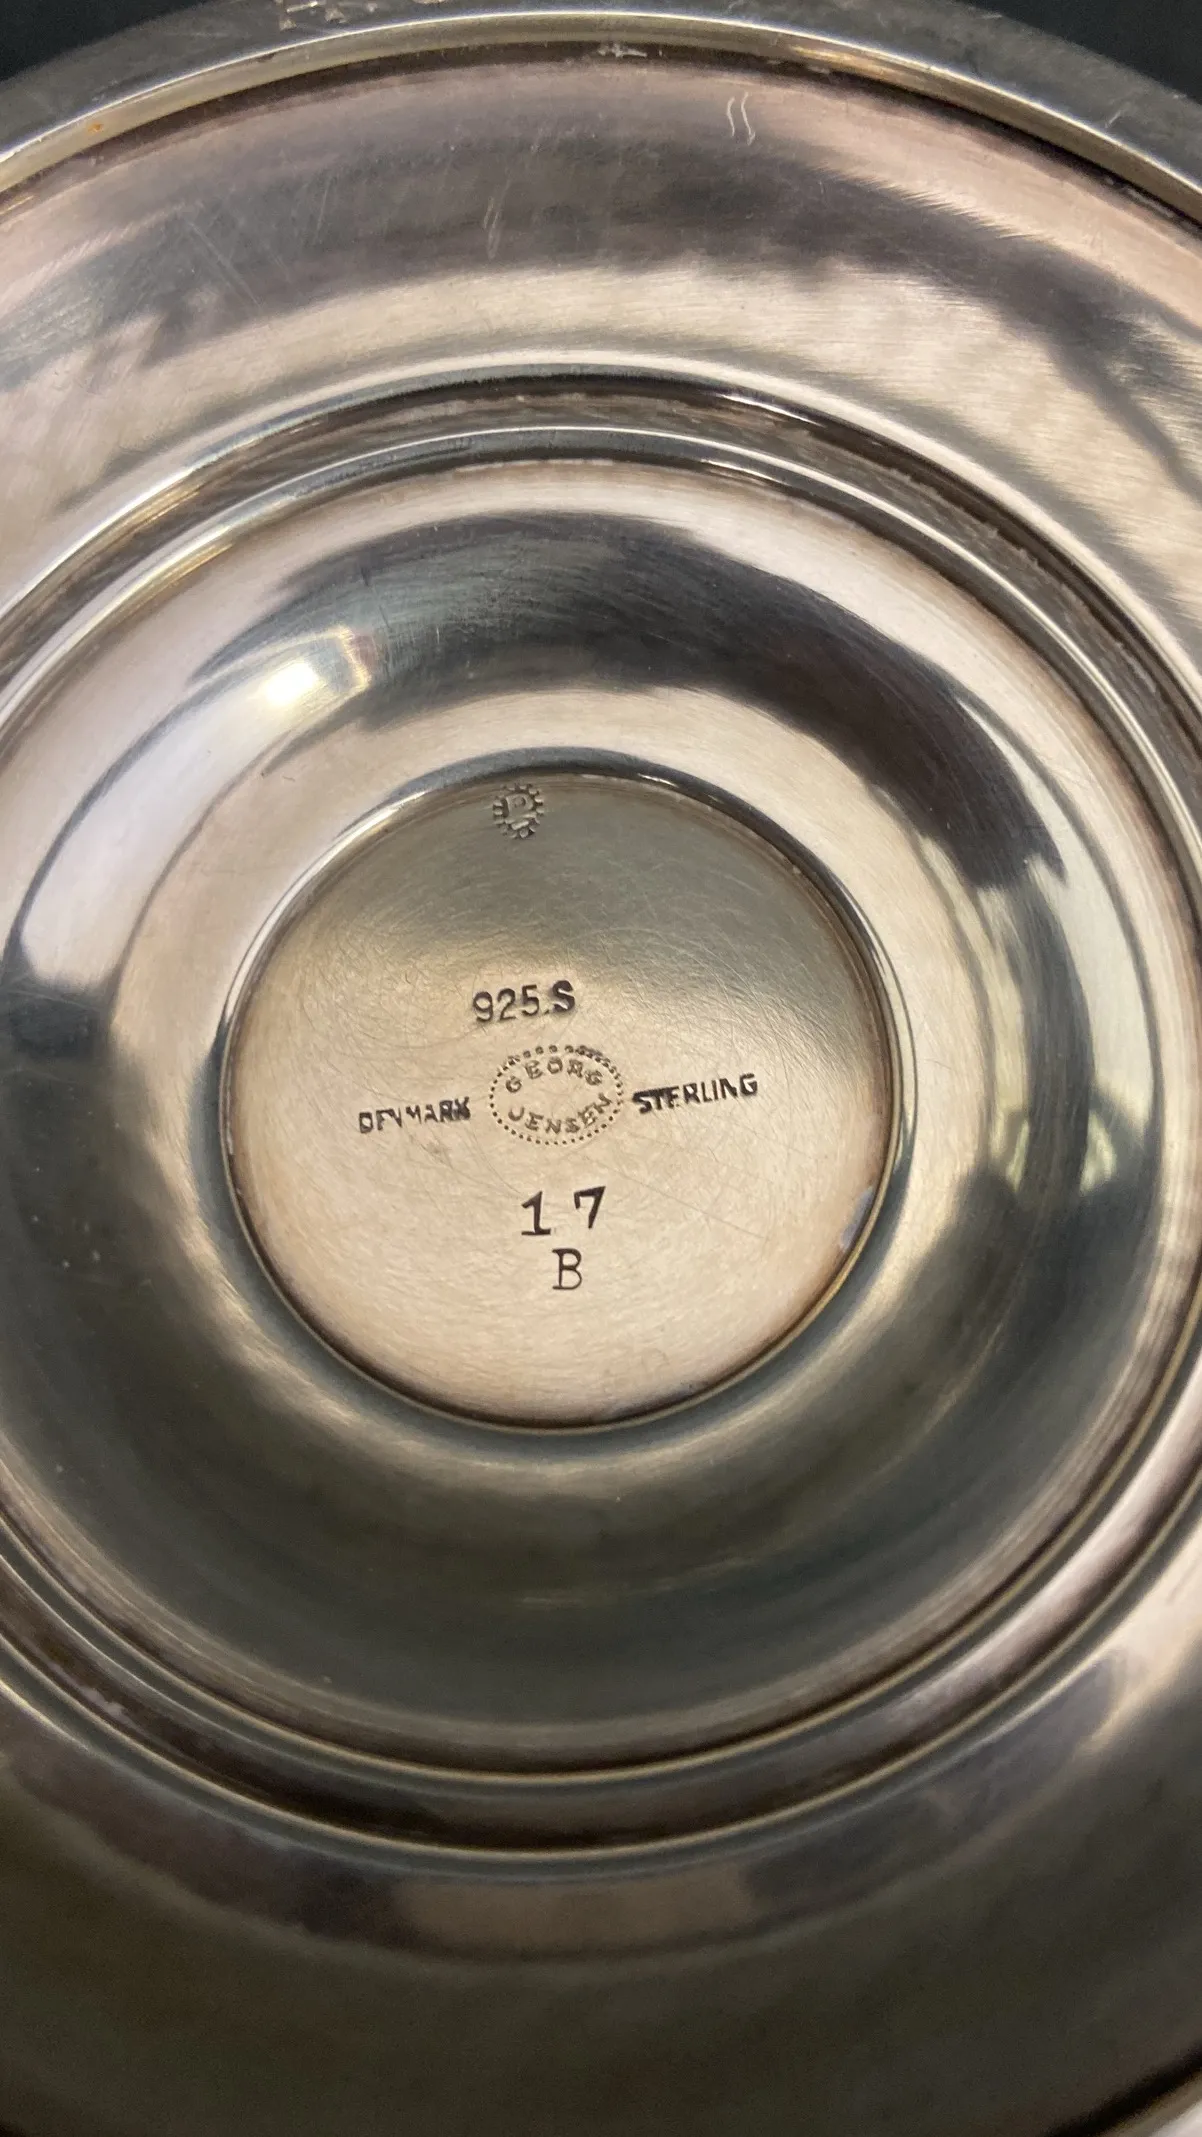 925.S
DENMARK GEORG JENSEN STERLING
17
B